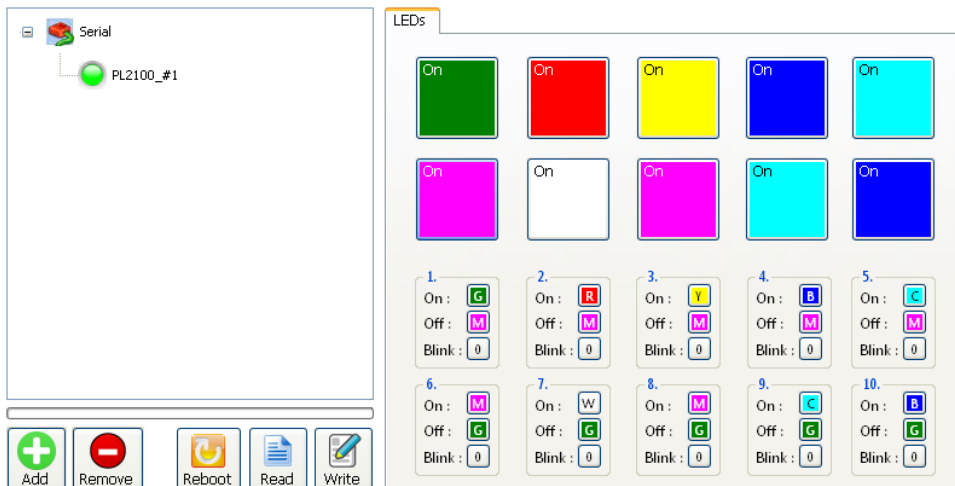 Serial
PL2100_#1
LEDs
On On On On On
On On On On On
1. 2. 3. 4. 5.
On : G On : R On : Y On : B On : C
Off : M Off : M Off : M Off : M Off : M
Blink : 0 Blink : 0 Blink : 0 Blink : 0 Blink : 0
6. 7. 8. 9. 10.
On : M On : W On : M On : C On : B
Off : G Off : G Off : G Off : G Off : G
Blink : 0 Blink : 0 Blink : 0 Blink : 0 Blink : 0
Add Remove Reboot Read Write